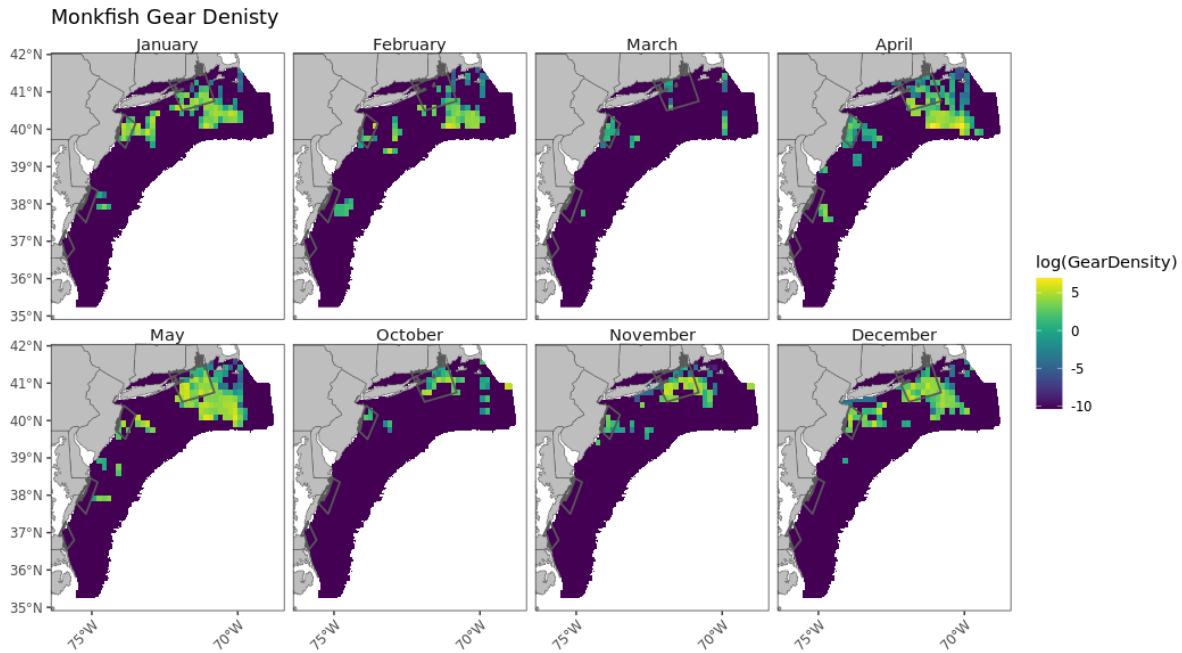 Monkfish Gear Denisty
January
February
March
April
42°N
41°N
40°N
39°N
38°N
37°N
36°N
35°N
log(GearDensity)
5
0
-5
-10
May
October
November
December
42°N
41°N
40°N
39°N
38°N
37°N
36°N
35°N
75°W
70°W
75°W
70°W
75°W
70°W
75°W
70°W